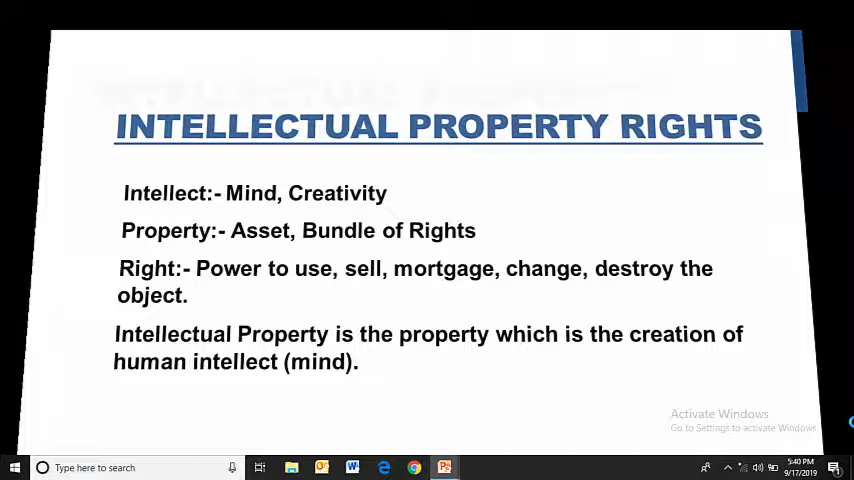 INTELLECTUAL PROPERTY RIGHTS
Intellect:- Mind, Creativity
Property:- Asset, Bundle of Rights
Right:- Power to use, sell, mortgage, change, destroy the
object.
Intellectual Property is the property which is the creation of
human intellect (mind).
Activate Windows
Go to Settings to activate Windows.
Type here to search
5:40 PM
9/17/2019